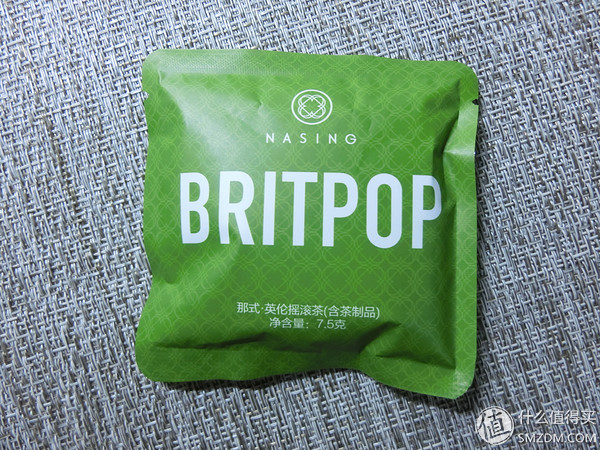 NASING
BRITPOP
那式·英伦摇滚茶(含茶制品)
净含量：7.5克
值 什么值得买
SMZDM.COM